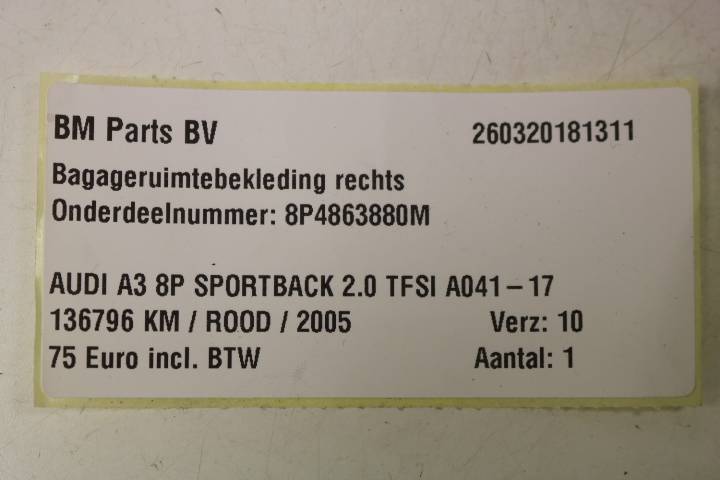 BM Parts BV 260320181311
Bagageruimtebekleding rechts
Onderdeelnummer: 8P4863880M
AUDI A3 8P SPORTBACK 2.0 TFSI A041-17
136796 KM / ROOD / 2005 Verz: 10
75 Euro incl. BTW Aantal: 1